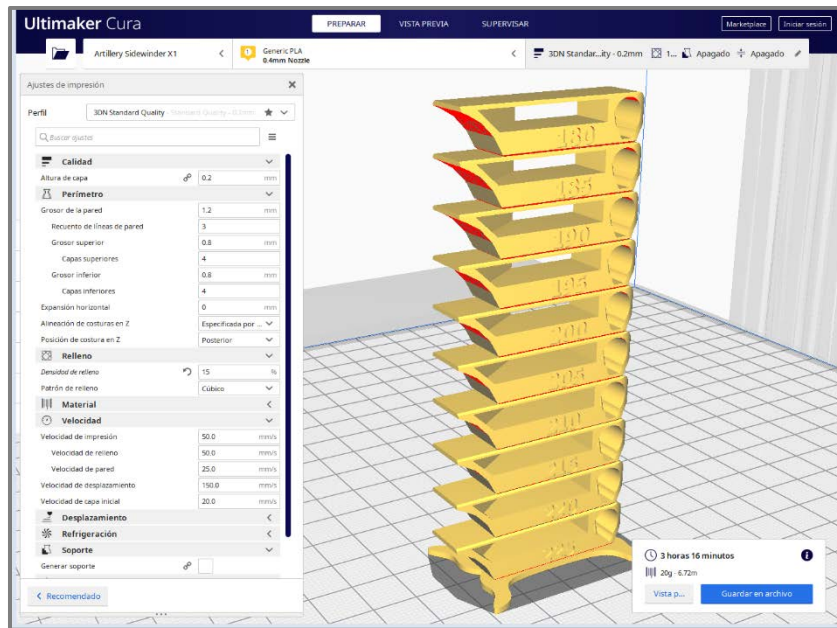 Ultimaker Cura
PREPARAR
VISTA PREVIA
SUPERVISAR
Marketplace
Iniciar sesión
Artillery Sidewinder X1
Generic PLA
0.4mm Nozzle
3DN Standar...ity - 0.2mm
1...
Apagado
Apagado
Ajustes de impresión
Perfil
3DN Standard Quality - Standard Quality - 0.2mm
Buscar ajustes
Calidad
Altura de capa 0.2 mm
Perímetro
Grosor de la pared 1.2 mm
Recuento de líneas de pared 3
Grosor superior 0.8 mm
Capas superiores 4
Grosor inferior 0.8 mm
Capas inferiores 4
Expansión horizontal 0 mm
Alineación de costuras en Z Especificada por ...
Posición de costura en Z Posterior
Relleno
Densidad de relleno 15 %
Patrón de relleno Cúbico
Material
Velocidad
Velocidad de impresión 50.0 mm/s
Velocidad de relleno 50.0 mm/s
Velocidad de pared 25.0 mm/s
Velocidad de desplazamiento 150.0 mm/s
Velocidad de capa inicial 20.0 mm/s
Desplazamiento
Refrigeración
Soporte
Generar soporte
Recomendado
180
185
190
195
200
205
210
215
220
225
3 horas 16 minutos
20g · 6.72m
Vista p...
Guardar en archivo